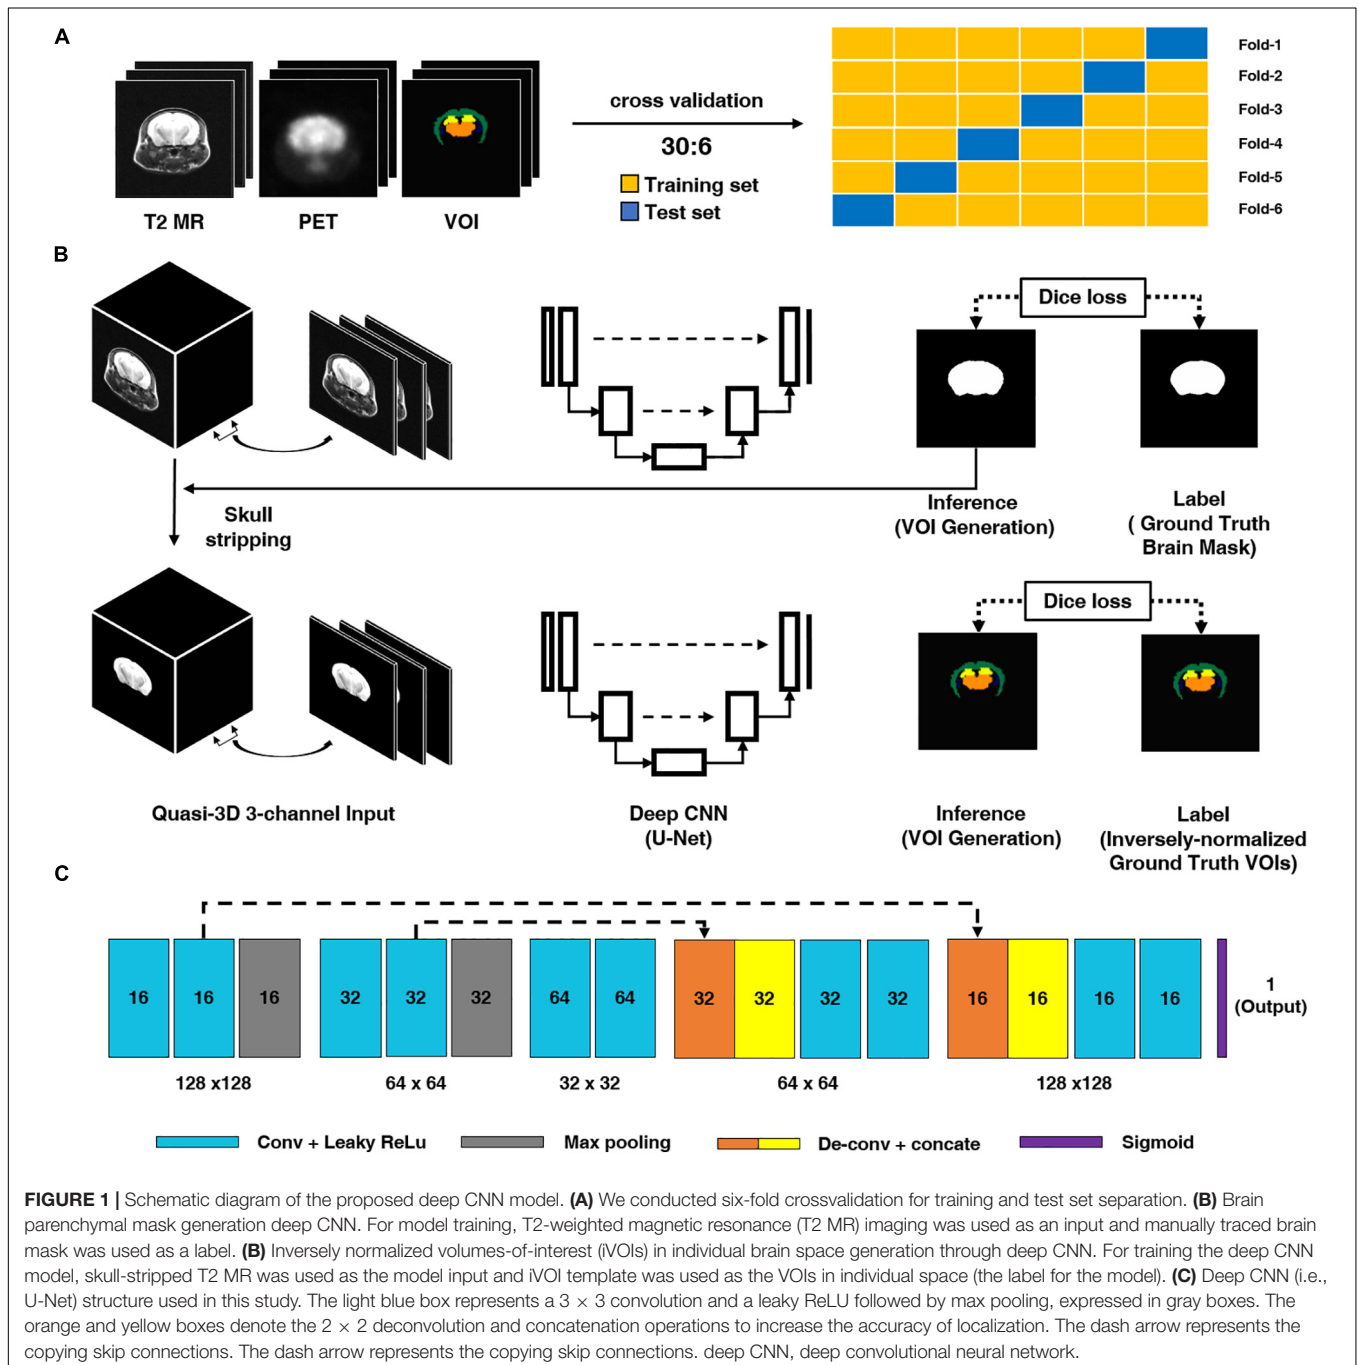 A
T2 MR
PET
VOI
cross validation
30:6
Training set
Test set
Fold-1
Fold-2
Fold-3
Fold-4
Fold-5
Fold-6
B
Dice loss
Skull
stripping
Inference
(VOI Generation)
Label
( Ground Truth
Brain Mask)
Dice loss
Quasi-3D 3-channel Input
Deep CNN
(U-Net)
Inference
(VOI Generation)
Label
(Inversely-normalized
Ground Truth VOIs)
C
16 16 16 32 32 32 64 64 32 32 32 32 16 16 16 16
1
(Output)
128 x128
64 x 64
32 x 32
64 x 64
128 x128
Conv + Leaky ReLu
Max pooling
De-conv + concate
Sigmoid
FIGURE 1 | Schematic diagram of the proposed deep CNN model. (A) We conducted six-fold crossvalidation for training and test set separation. (B) Brain
parenchymal mask generation deep CNN. For model training, T2-weighted magnetic resonance (T2 MR) imaging was used as an input and manually traced brain
mask was used as a label. (B) Inversely normalized volumes-of-interest (iVOIs) in individual brain space generation through deep CNN. For training the deep CNN
model, skull-stripped T2 MR was used as the model input and iVOI template was used as the VOIs in individual space (the label for the model). (C) Deep CNN (i.e.,
U-Net) structure used in this study. The light blue box represents a 3 × 3 convolution and a leaky ReLU followed by max pooling, expressed in gray boxes. The
orange and yellow boxes denote the 2 × 2 deconvolution and concatenation operations to increase the accuracy of localization. The dash arrow represents the
copying skip connections. The dash arrow represents the copying skip connections. deep CNN, deep convolutional neural network.